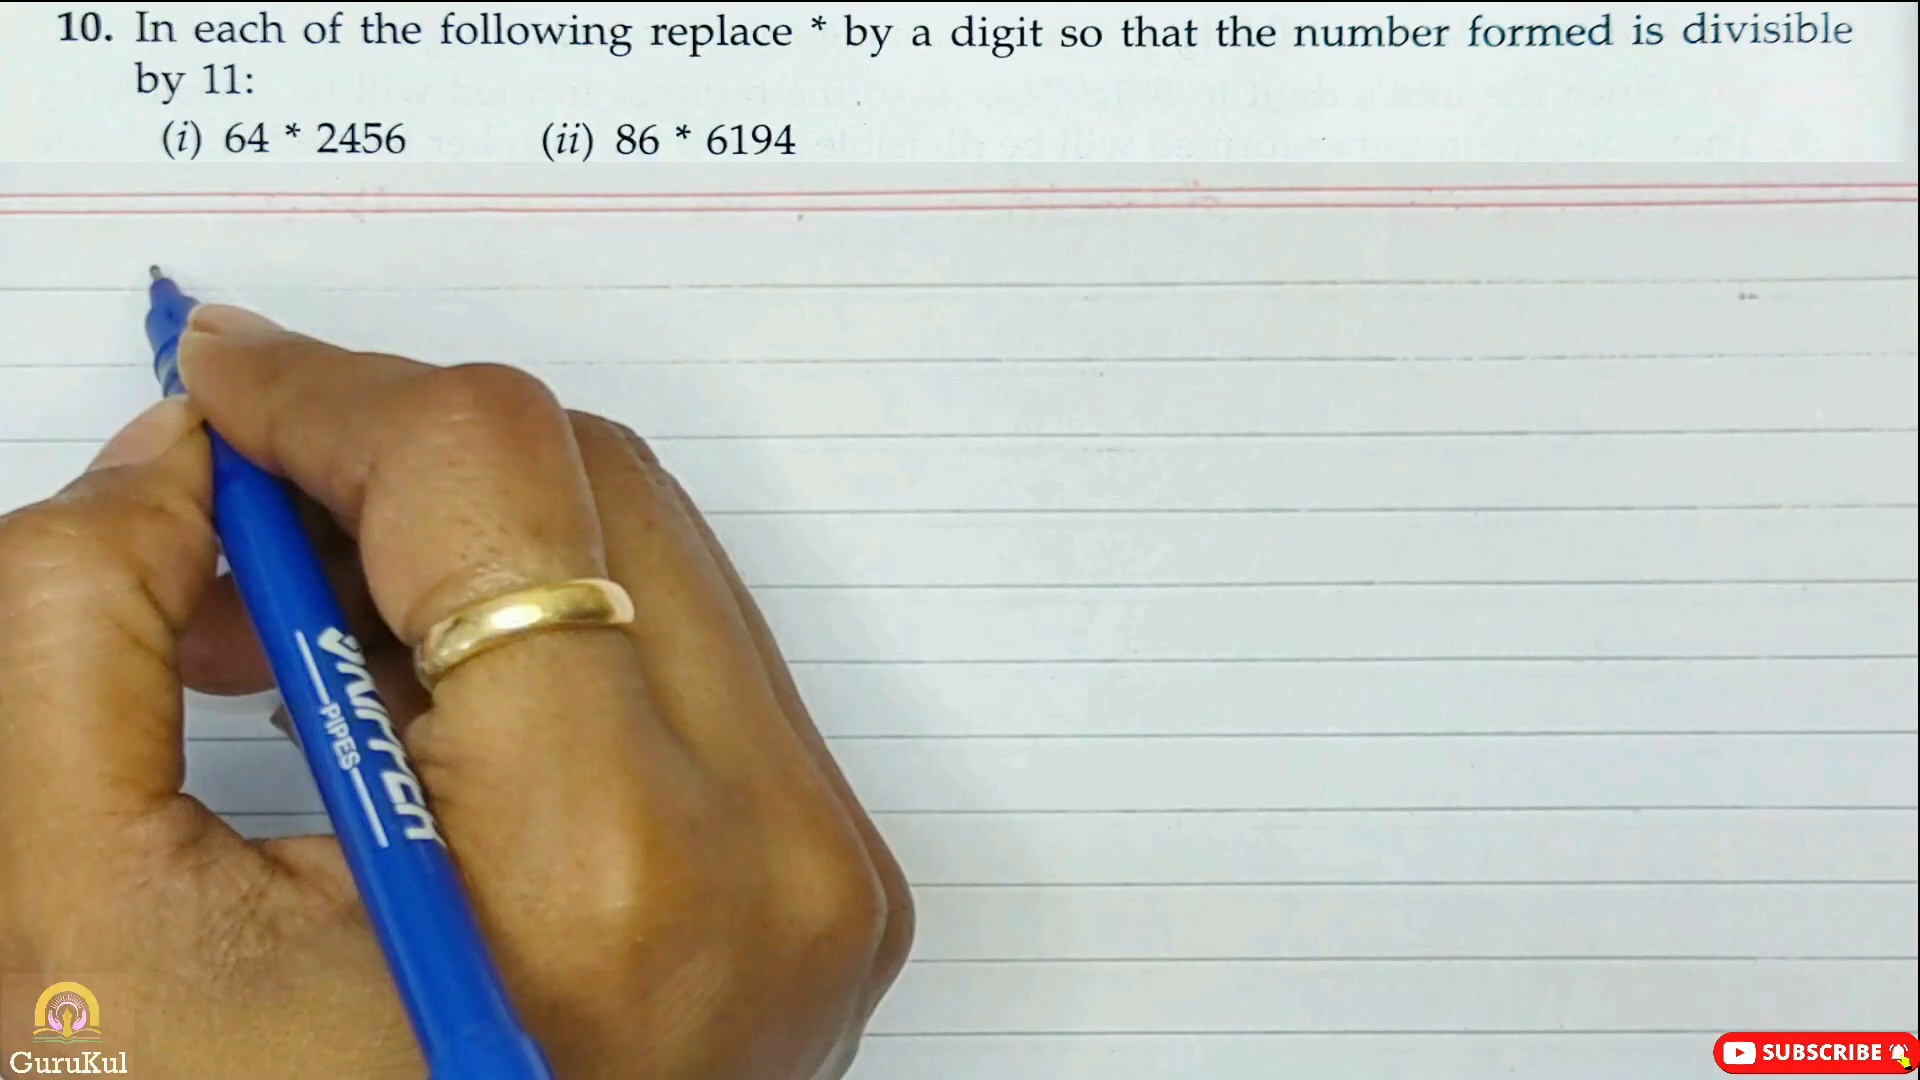 10. In each of the following replace * by a digit so that the number formed is divisible
by 11:
(i) 64 * 2456 (ii) 86 * 6194
SNIPPER
PIPES
GuruKul
SUBSCRIBE